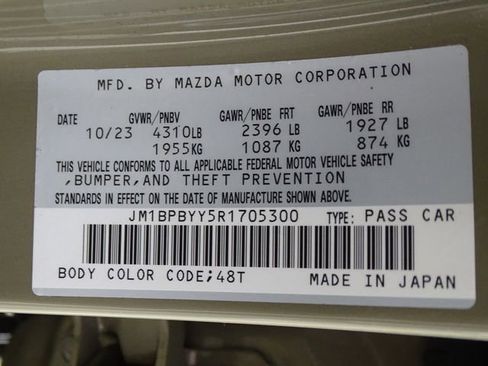 MFD. BY MAZDA MOTOR CORPORATION
DATE GVWR/PNBV GAWR/PNBE FRT GAWR/PNBE RR
10/23 4310LB 2396 LB 1927 LB
1955KG 1087 KG 874 KG
THIS VEHICLE CONFORMS TO ALL APPLICABLE FEDERAL MOTOR VEHICLE SAFETY
,BUMPER,AND THEFT PREVENTION
STANDARDS IN EFFECT ON THE DATE OF MANUFACTURE SHOWN ABOVE.
JM1BPBYY5R1705300 TYPE: PASS CAR
BODY COLOR CODE;48T MADE IN JAPAN